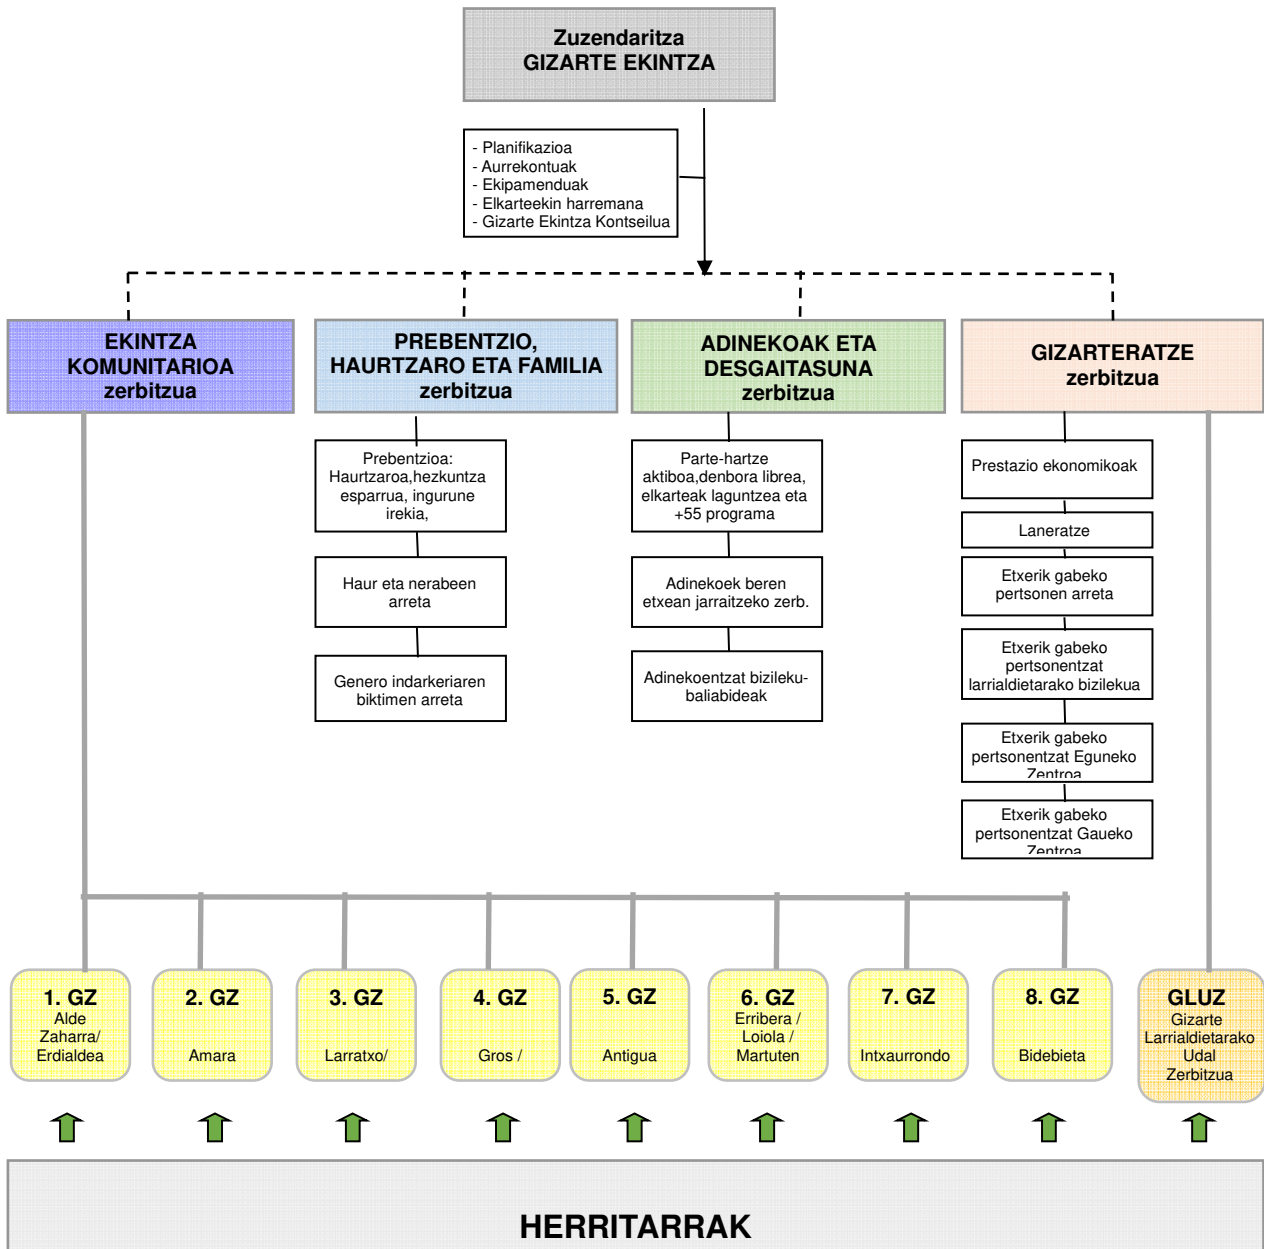 Zuzendaritza
GIZARTE EKINTZA
- Planifikazioa
- Aurrekontuak
- Ekipamenduak
- Elkarteekin harremana
- Gizarte Ekintza Kontseilua
EKINTZA
KOMUNITARIOA
zerbitzua
PREBENTZIO,
HAURTZARO ETA FAMILIA
zerbitzua
ADINEKOAK ETA
DESGAITASUNA
zerbitzua
GIZARTERATZE
zerbitzua
Prebentzioa:
Haurtzaroa,hezkuntza
esparrua, ingurune
irekia,
Haur eta nerabeen
arreta
Genero indarkeriaren
biktimen arreta
Parte-hartze
aktiboa,denbora librea,
elkarteak laguntzea eta
+55 programa
Adinekoek beren
etxean jarraitzeko zerb.
Adinekoentzat bizileku-
baliabideak
Prestazio ekonomikoak
Laneratze
Etxerik gabeko
pertsonen arreta
Etxerik gabeko
pertsonentzat
larrialdietarako bizilekua
Etxerik gabeko
pertsonentzat Eguneko
Zentroa
Etxerik gabeko
pertsonentzat Gaueko
Zentroa
1. GZ
Alde
Zaharra/
Erdialdea
2. GZ
Amara
3. GZ
Larratxo/
4. GZ
Gros /
5. GZ
Antigua
6. GZ
Erribera /
Loiola /
Martuten
7. GZ
Intxaurrondo
8. GZ
Bidebieta
GLUZ
Gizarte
Larrialdietarako
Udal
Zerbitzua
HERRITARRAK